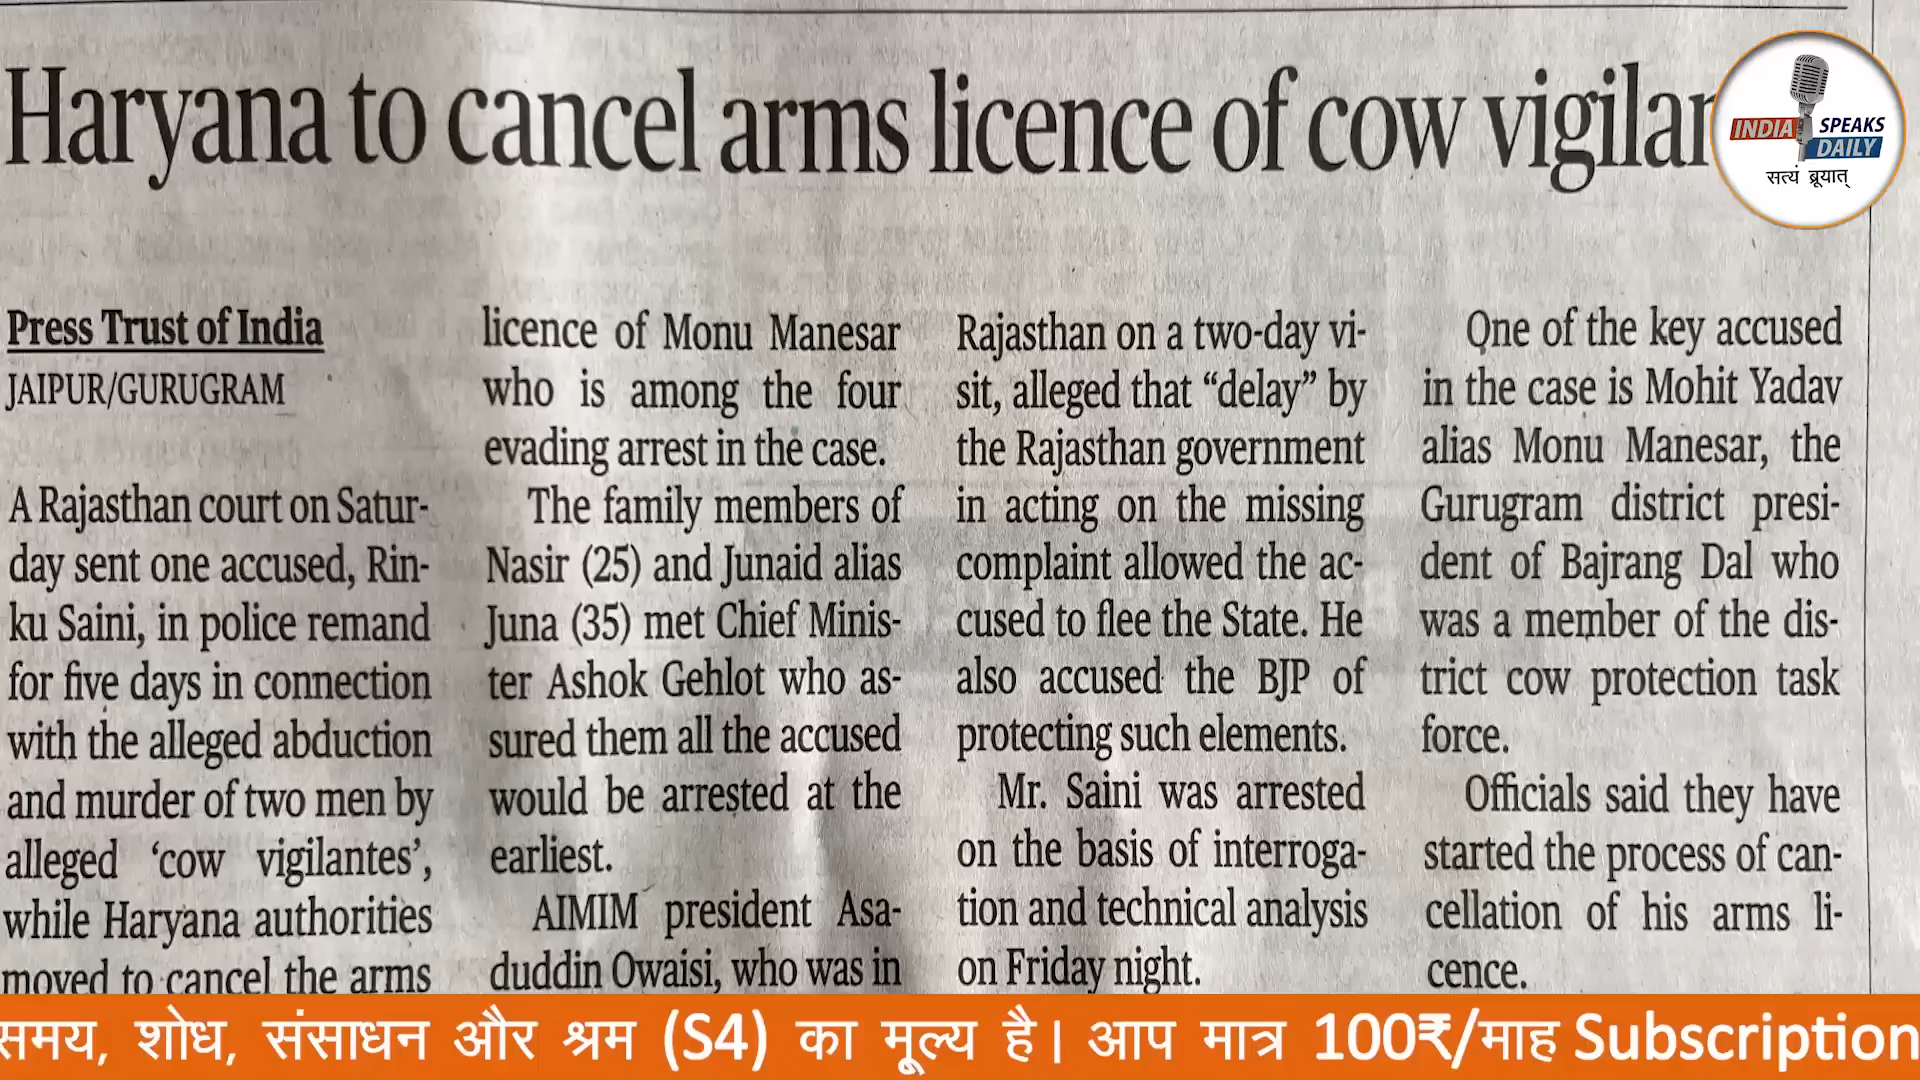 Haryana to cancel arms licence of cow vigilan
INDIA SPEAKS
DAILY
सत्यं ब्रूयात्
Press Trust of India
JAIPUR/GURUGRAM
A Rajasthan court on Satur-
day sent one accused, Rin-
ku Saini, in police remand
for five days in connection
with the alleged abduction
and murder of two men by
alleged ‘cow vigilantes’,
while Haryana authorities
moved to cancel the arms
licence of Monu Manesar
who is among the four
evading arrest in the case.
The family members of
Nasir (25) and Junaid alias
Juna (35) met Chief Minis-
ter Ashok Gehlot who as-
sured them all the accused
would be arrested at the
earliest.
AIMIM president Asa-
duddin Owaisi, who was in
Rajasthan on a two-day vi-
sit, alleged that “delay” by
the Rajasthan government
in acting on the missing
complaint allowed the ac-
cused to flee the State. He
also accused the BJP of
protecting such elements.
Mr. Saini was arrested
on the basis of interroga-
tion and technical analysis
on Friday night.
One of the key accused
in the case is Mohit Yadav
alias Monu Manesar, the
Gurugram district presi-
dent of Bajrang Dal who
was a member of the dis-
trict cow protection task
force.
Officials said they have
started the process of can-
cellation of his arms li-
cence.
समय, शोध, संसाधन और श्रम (S4) का मूल्य है। आप मात्र 100₹/माह Subscription